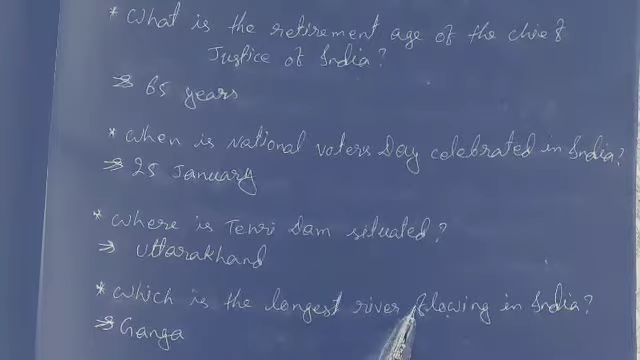 * What is the retirement age of the chief
Justice of India?
⇒ 65 years
* When is National Voters Day celebrated in India?
⇒ 25 January
* Where is Tehri Dam situated?
⇒ Uttarakhand
* Which is the longest river flowing in India?
⇒ Ganga